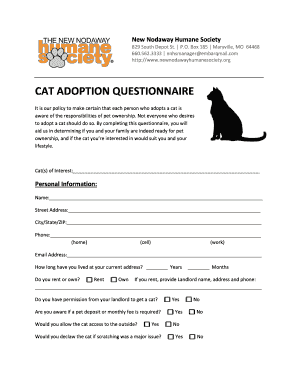 THE NEW NODAWAY
humane
society
New Nodaway Humane Society
829 South Depot St. | P.O. Box 185 | Maryville, MO 64468
660.562.3333 | nnhumanager@embarqmail.com
http://www.newnodawayhumanesociety.org
CAT ADOPTION QUESTIONNAIRE
It is our policy to make certain that each person who adopts a cat is
aware of the responsibilities of pet ownership. Not everyone who desires
to adopt a cat should do so. By completing this questionnaire, you will
aid us in determining if you and your family are indeed ready for pet
ownership, and if the cat you're interested in would suit you and your
lifestyle.
Cat(s) of Interest:
Personal Information:
Name:
Street Address:
City/State/ZIP:
Phone:
(home) (cell) (work)
Email Address:
How long have you lived at your current address? ______ Years ______ Months
Do you rent or own? Rent Own If you rent, provide Landlord name, address and phone:
Do you have permission from your landlord to get a cat? Yes No
Are you aware if a pet deposit or monthly fee is required? Yes No
Would you allow the cat access to the outside? Yes No
Would you declaw the cat if scratching was a major issue? Yes No